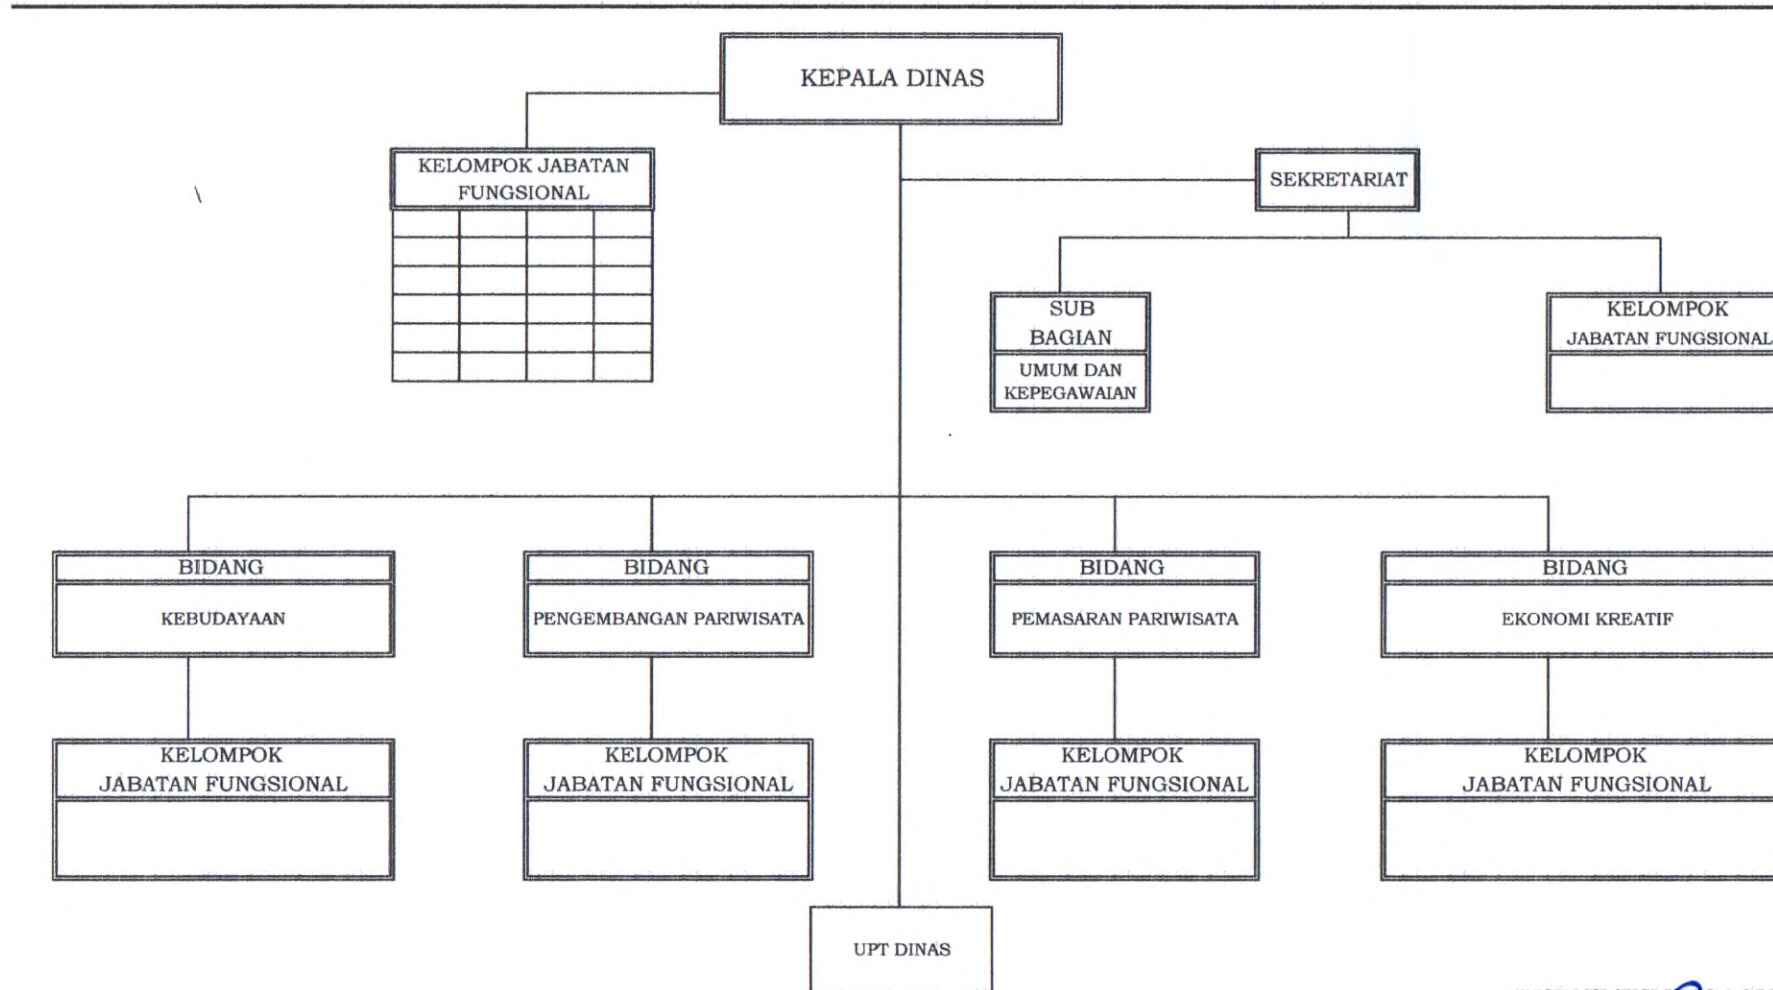 KEPALA DINAS
KELOMPOK JABATAN
FUNGSIONAL
SEKRETARIAT
SUB
BAGIAN
UMUM DAN
KEPEGAWAIAN
KELOMPOK
JABATAN FUNGSIONAL
BIDANG
KEBUDAYAAN
BIDANG
PENGEMBANGAN PARIWISATA
BIDANG
PEMASARAN PARIWISATA
BIDANG
EKONOMI KREATIF
KELOMPOK
JABATAN FUNGSIONAL
KELOMPOK
JABATAN FUNGSIONAL
KELOMPOK
JABATAN FUNGSIONAL
KELOMPOK
JABATAN FUNGSIONAL
UPT DINAS